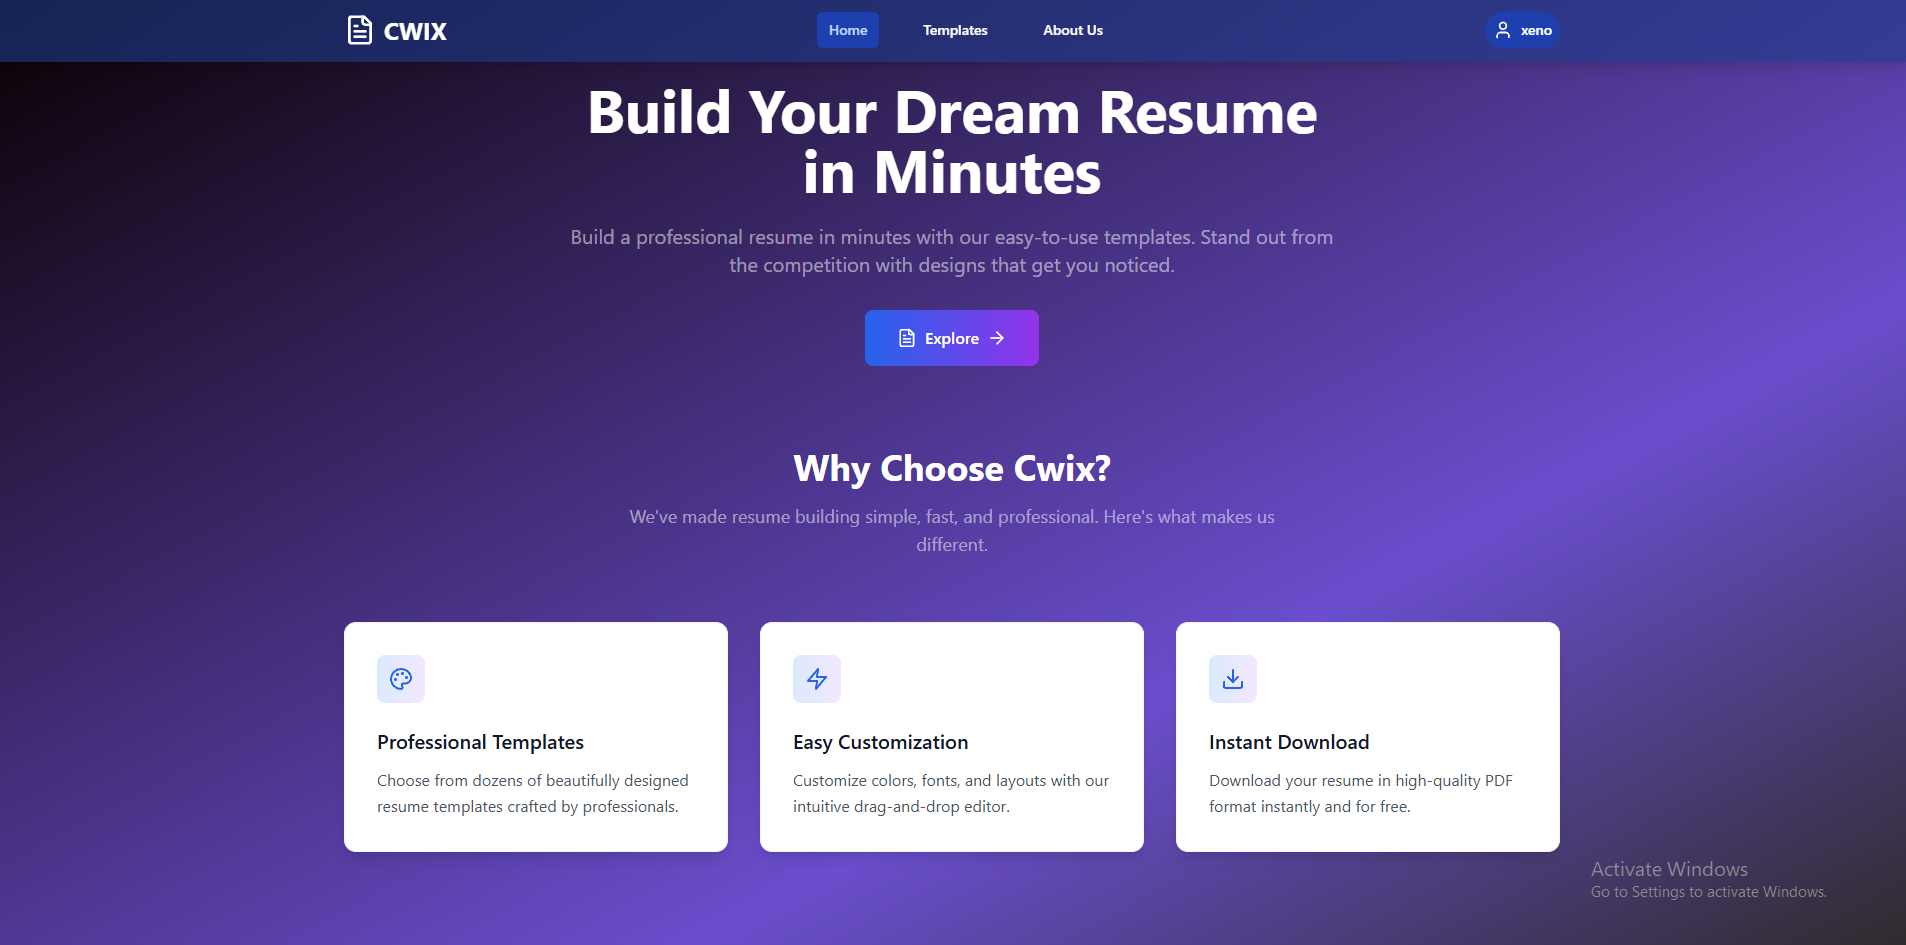 CWIX
Home
Templates
About Us
xeno
Build Your Dream Resume
in Minutes
Build a professional resume in minutes with our easy-to-use templates. Stand out from
the competition with designs that get you noticed.
Explore
Why Choose Cwix?
We've made resume building simple, fast, and professional. Here's what makes us
different.
Professional Templates
Choose from dozens of beautifully designed
resume templates crafted by professionals.
Easy Customization
Customize colors, fonts, and layouts with our
intuitive drag-and-drop editor.
Instant Download
Download your resume in high-quality PDF
format instantly and for free.
Activate Windows
Go to Settings to activate Windows.